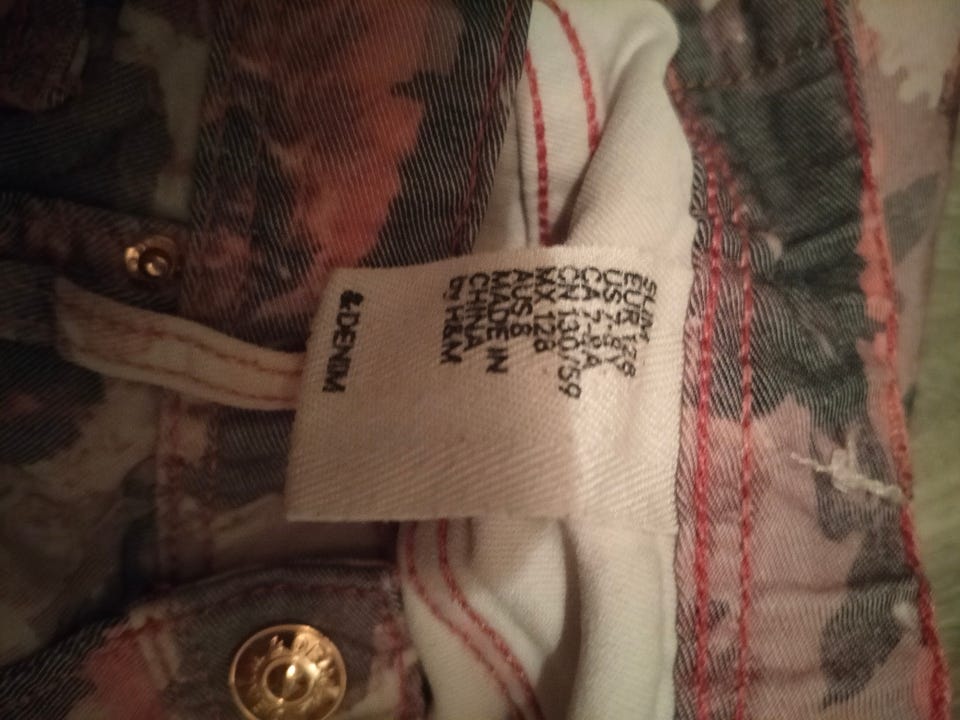 &DENIM
by H&M
SLIM
EUR 128
US 7-8Y
CA 7-8A
CN 130/59
MX 128
AUS 8
MADE IN
CHINA